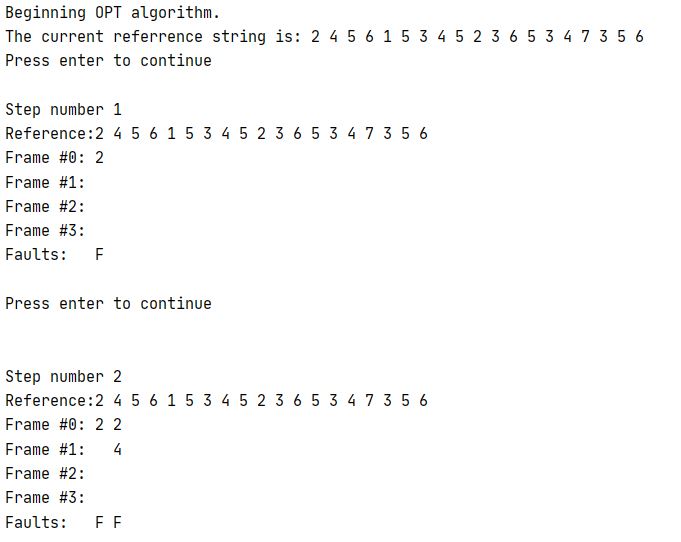 Beginning OPT algorithm.
The current referrence string is: 2 4 5 6 1 5 3 4 5 2 3 6 5 3 4 7 3 5 6
Press enter to continue
Step number 1
Reference:2 4 5 6 1 5 3 4 5 2 3 6 5 3 4 7 3 5 6
Frame #0: 2
Frame #1:
Frame #2:
Frame #3:
Faults:   F
Press enter to continue
Step number 2
Reference:2 4 5 6 1 5 3 4 5 2 3 6 5 3 4 7 3 5 6
Frame #0: 2 2
Frame #1:   4
Frame #2:
Frame #3:
Faults:   F F